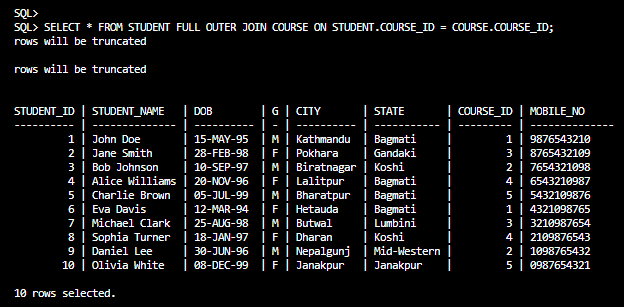 SQL>
SQL> SELECT * FROM STUDENT FULL OUTER JOIN COURSE ON STUDENT.COURSE_ID = COURSE.COURSE_ID;
rows will be truncated
rows will be truncated
STUDENT_ID | STUDENT_NAME | DOB | G | CITY | STATE | COURSE_ID | MOBILE_NO
---------- | -------------- | ---------- | - | ---------- | ----------- | --------- | -------------
1 | John Doe | 15-MAY-95 | M | Kathmandu | Bagmati | 1 | 9876543210
2 | Jane Smith | 28-FEB-98 | F | Pokhara | Gandaki | 3 | 8765432109
3 | Bob Johnson | 10-SEP-97 | M | Biratnagar | Koshi | 2 | 7654321098
4 | Alice Williams | 20-NOV-96 | F | Lalitpur | Bagmati | 4 | 6543210987
5 | Charlie Brown | 05-JUL-99 | M | Bharatpur | Bagmati | 5 | 5432109876
6 | Eva Davis | 12-MAR-94 | F | Hetauda | Bagmati | 1 | 4321098765
7 | Michael Clark | 25-AUG-98 | M | Butwal | Lumbini | 3 | 3210987654
8 | Sophia Turner | 18-JAN-97 | F | Dharan | Koshi | 4 | 2109876543
9 | Daniel Lee | 30-JUN-96 | M | Nepalgunj | Mid-Western | 2 | 1098765432
10 | Olivia White | 08-DEC-99 | F | Janakpur | Janakpur | 5 | 0987654321
10 rows selected.